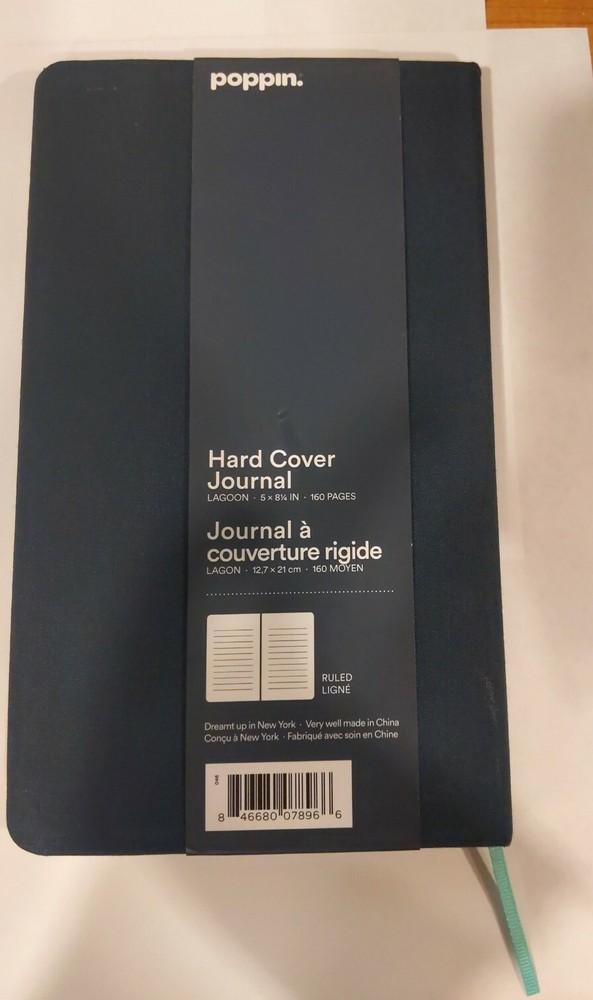 poppin.
Hard Cover
Journal
LAGOON · 5 × 8¼ IN · 160 PAGES
Journal à
couverture rigide
LAGON · 12,7 × 21 cm · 160 MOYEN
RULED
LIGNÉ
Dreamt up in New York · Very well made in China
Conçu à New York · Fabriqué avec soin en Chine
046
8 46680 07896 6